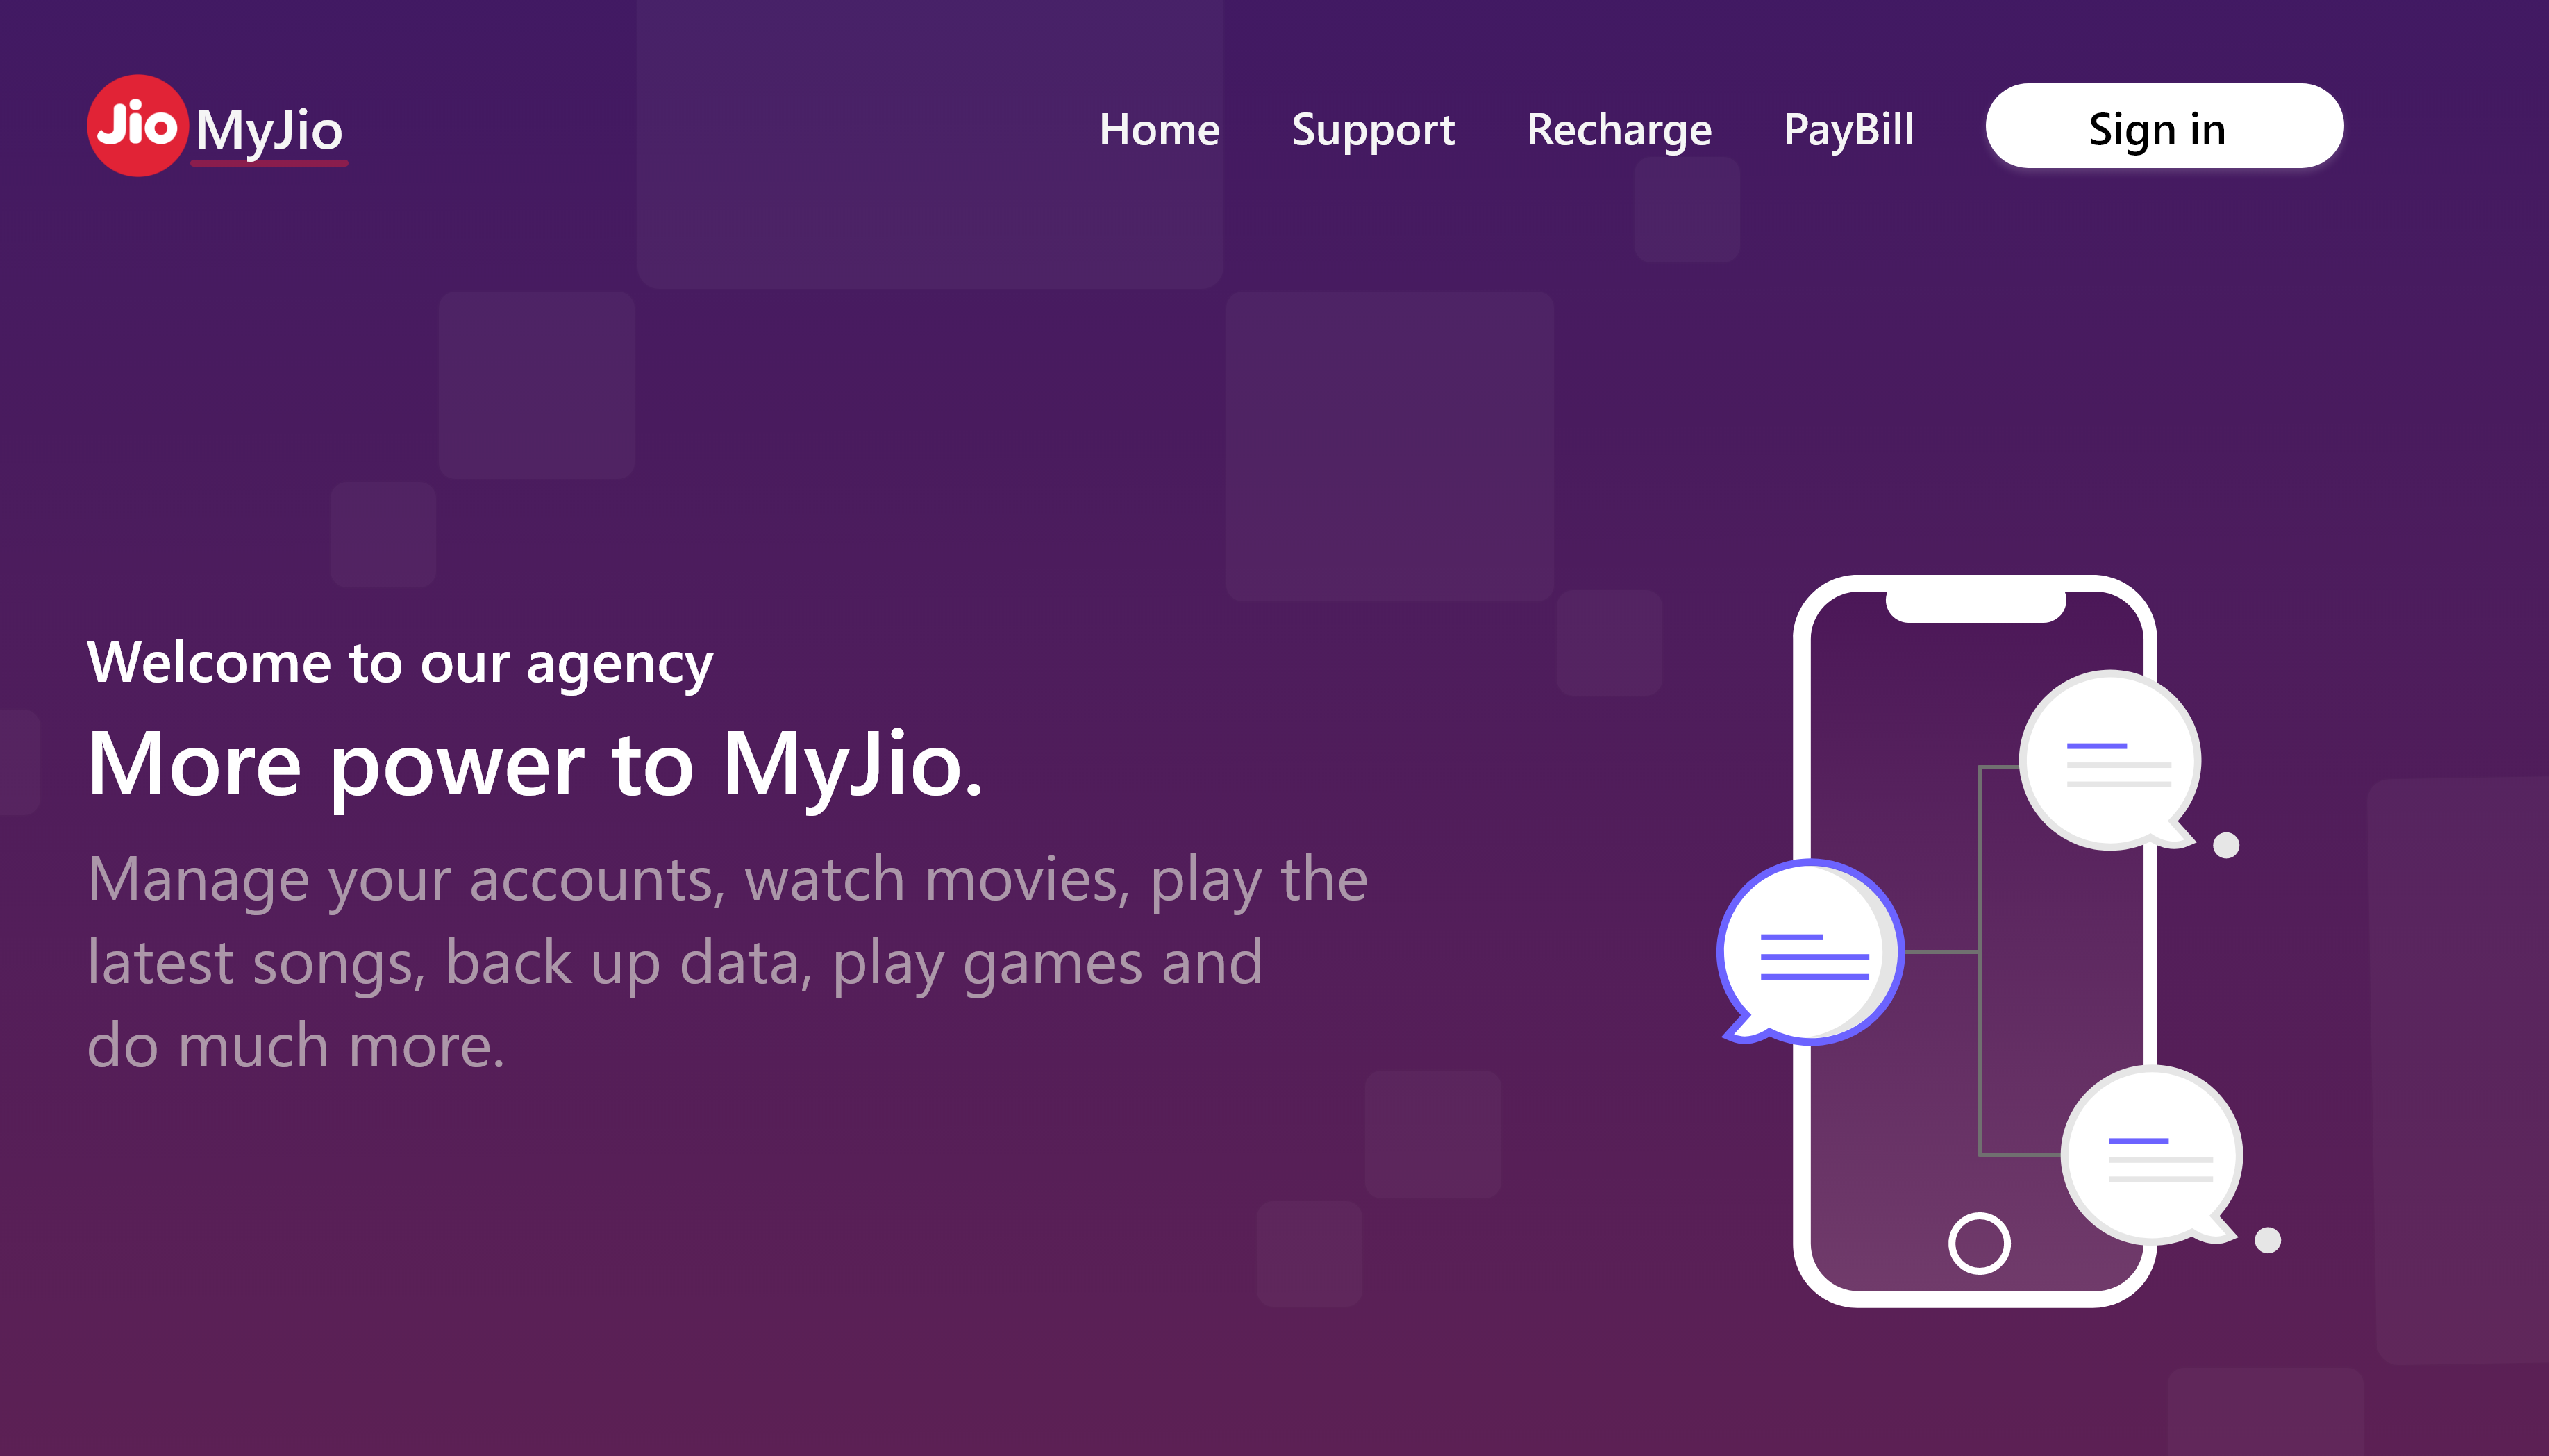 Jio MyJio
Home Support Recharge PayBill Sign in
Welcome to our agency
More power to MyJio.
Manage your accounts, watch movies, play the
latest songs, back up data, play games and
do much more.